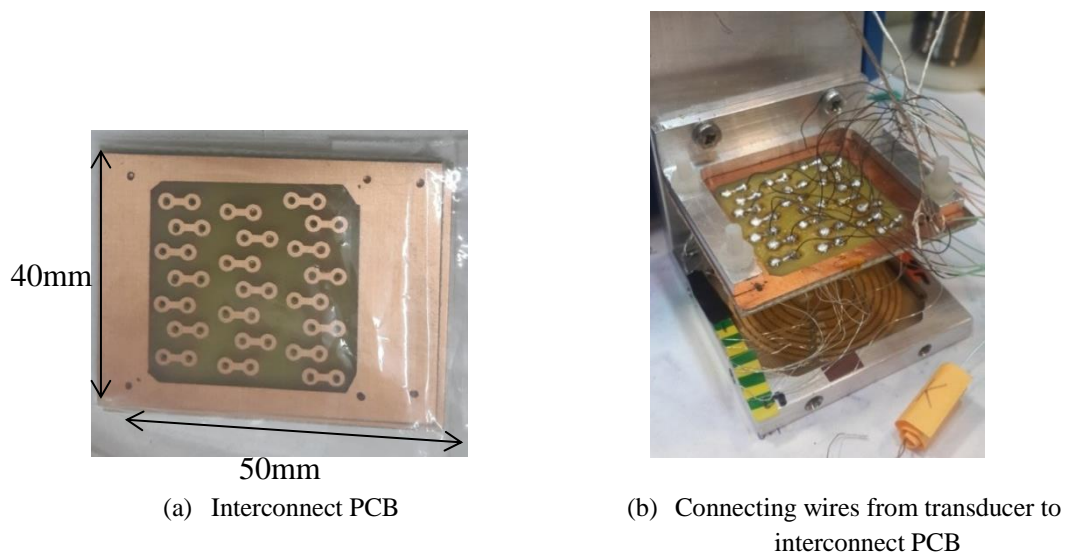 40mm
50mm
(a) Interconnect PCB
(b) Connecting wires from transducer to
interconnect PCB